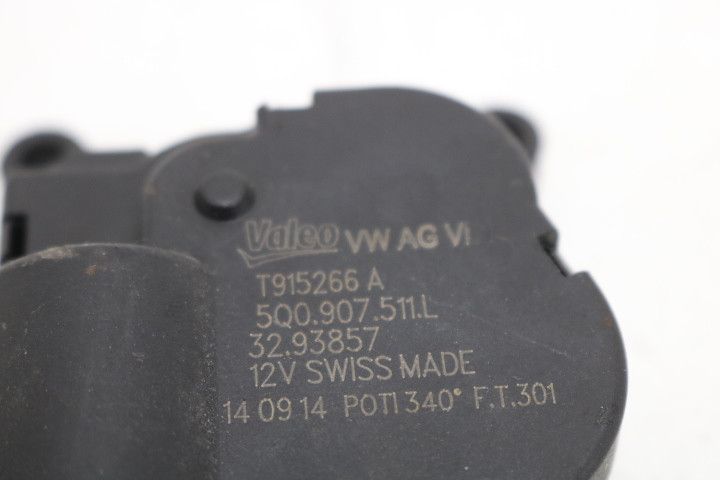 Valeo VW AG VI
T915266 A
5Q0.907.511.L
32.93857
12V SWISS MADE
14 09 14 POTI 340° F.T.301